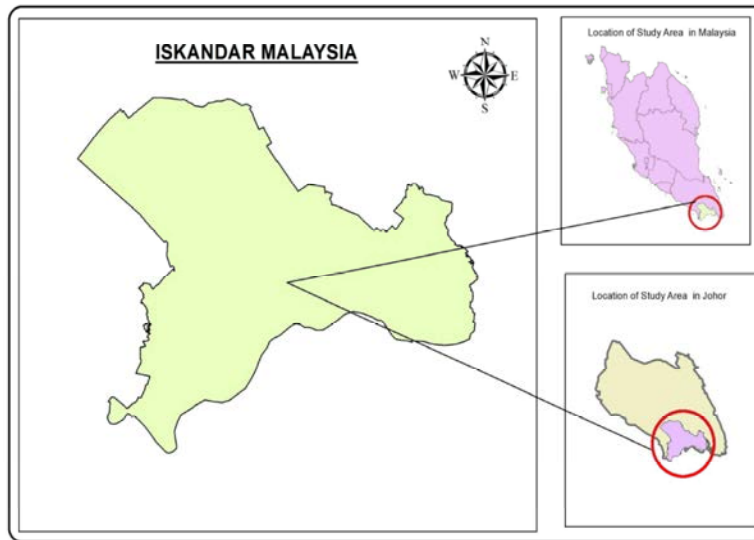 ISKANDAR MALAYSIA
N
W E
S
Location of Study Area in Malaysia
Location of Study Area in Johor